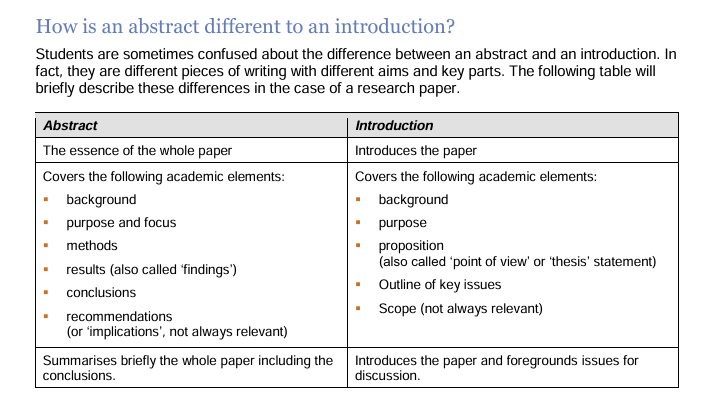 How is an abstract different to an introduction?
Students are sometimes confused about the difference between an abstract and an introduction. In
fact, they are different pieces of writing with different aims and key parts. The following table will
briefly describe these differences in the case of a research paper.
Abstract
Introduction
The essence of the whole paper
Introduces the paper
Covers the following academic elements:
▪ background
▪ purpose and focus
▪ methods
▪ results (also called ‘findings’)
▪ conclusions
▪ recommendations
(or ‘implications’, not always relevant)
Covers the following academic elements:
▪ background
▪ purpose
▪ proposition
(also called ‘point of view’ or ‘thesis’ statement)
▪ Outline of key issues
▪ Scope (not always relevant)
Summarises briefly the whole paper including the
conclusions.
Introduces the paper and foregrounds issues for
discussion.